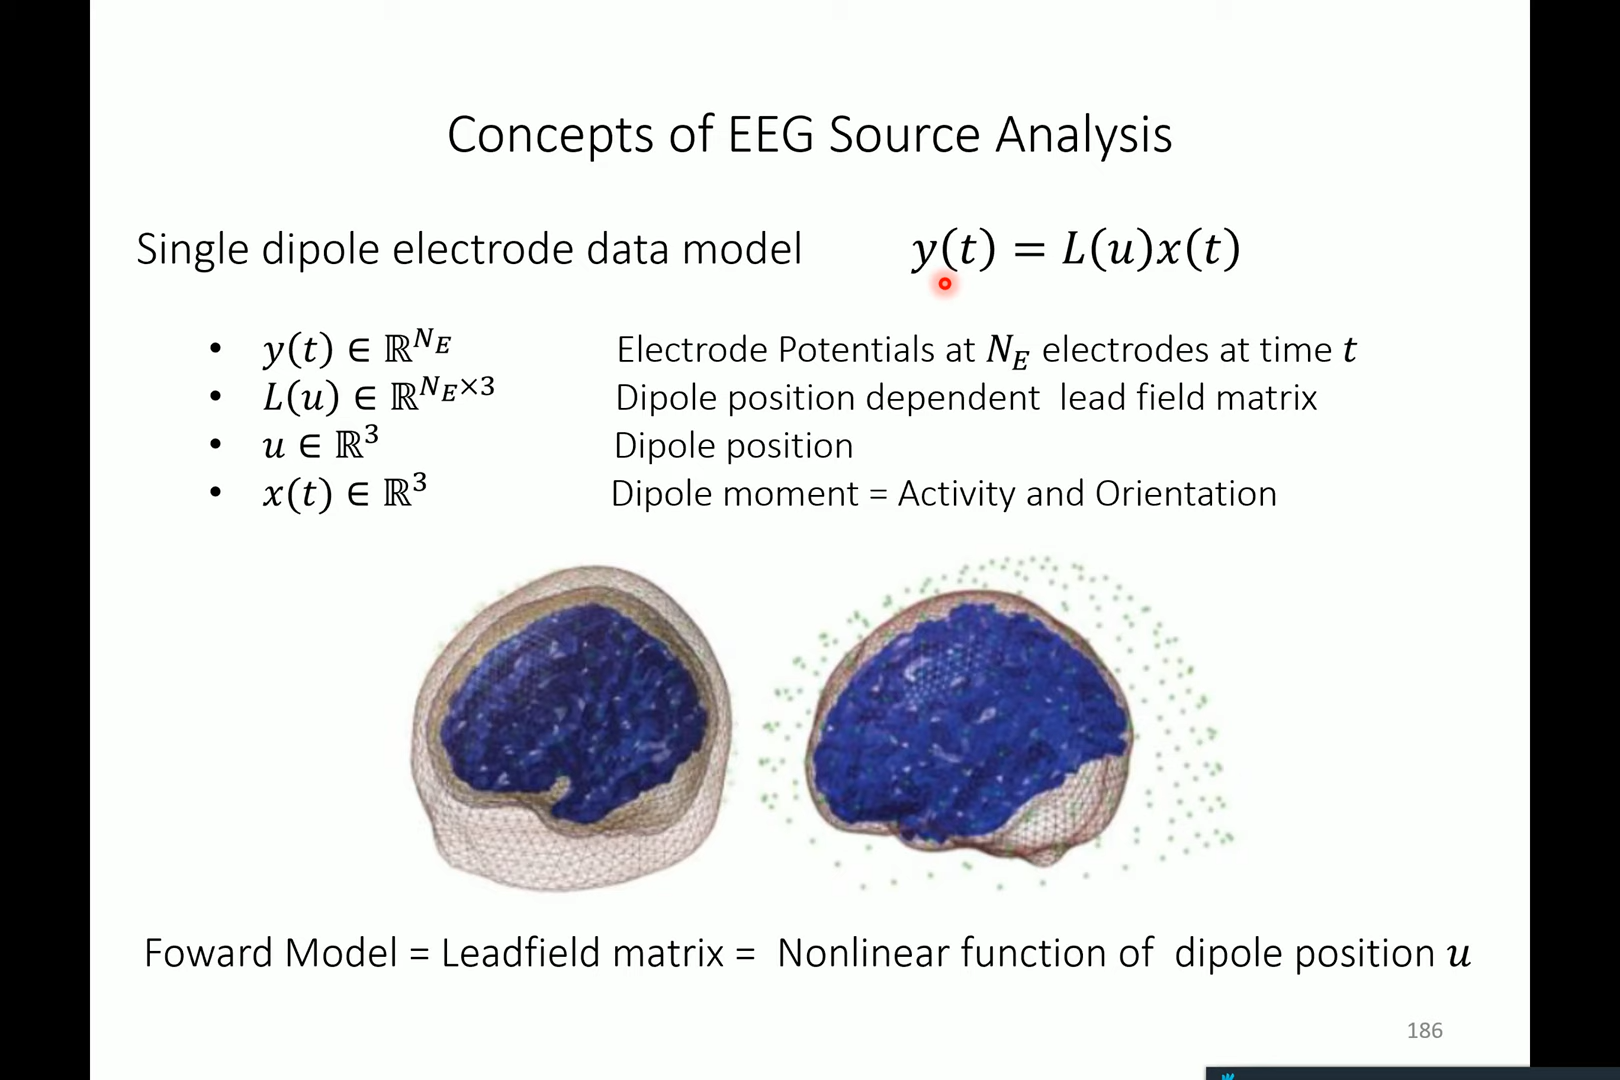 Concepts of EEG Source Analysis
Single dipole electrode data model y(t) = L(u)x(t)
• y(t) ∈ ℝ^{N_E} Electrode Potentials at N_E electrodes at time t
• L(u) ∈ ℝ^{N_E×3} Dipole position dependent lead field matrix
• u ∈ ℝ^3 Dipole position
• x(t) ∈ ℝ^3 Dipole moment = Activity and Orientation
Foward Model = Leadfield matrix = Nonlinear function of dipole position u
186